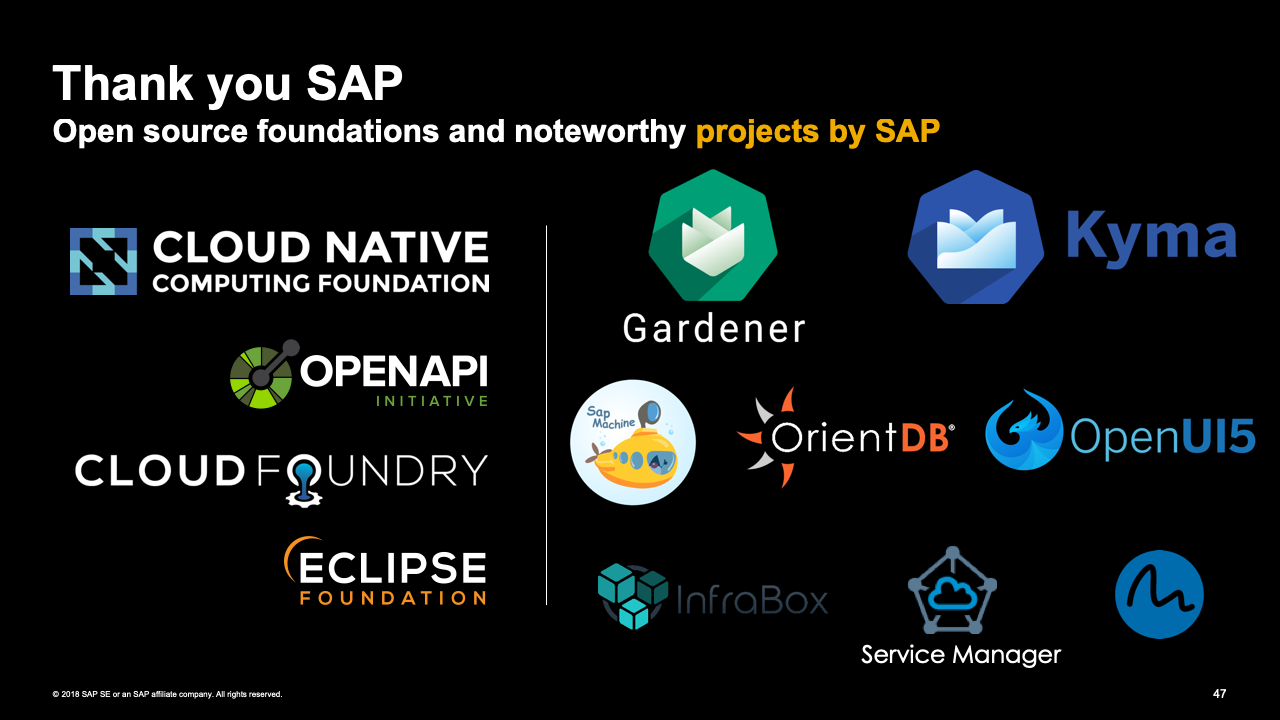 Thank you SAP
Open source foundations and noteworthy projects by SAP
CLOUD NATIVE
COMPUTING FOUNDATION
OPENAPI
INITIATIVE
CLOUD FOUNDRY
ECLIPSE
FOUNDATION
Gardener
Kyma
Sap
Machine
OrientDB®
OpenUI5
InfraBox
Service Manager
© 2018 SAP SE or an SAP affiliate company. All rights reserved.
47